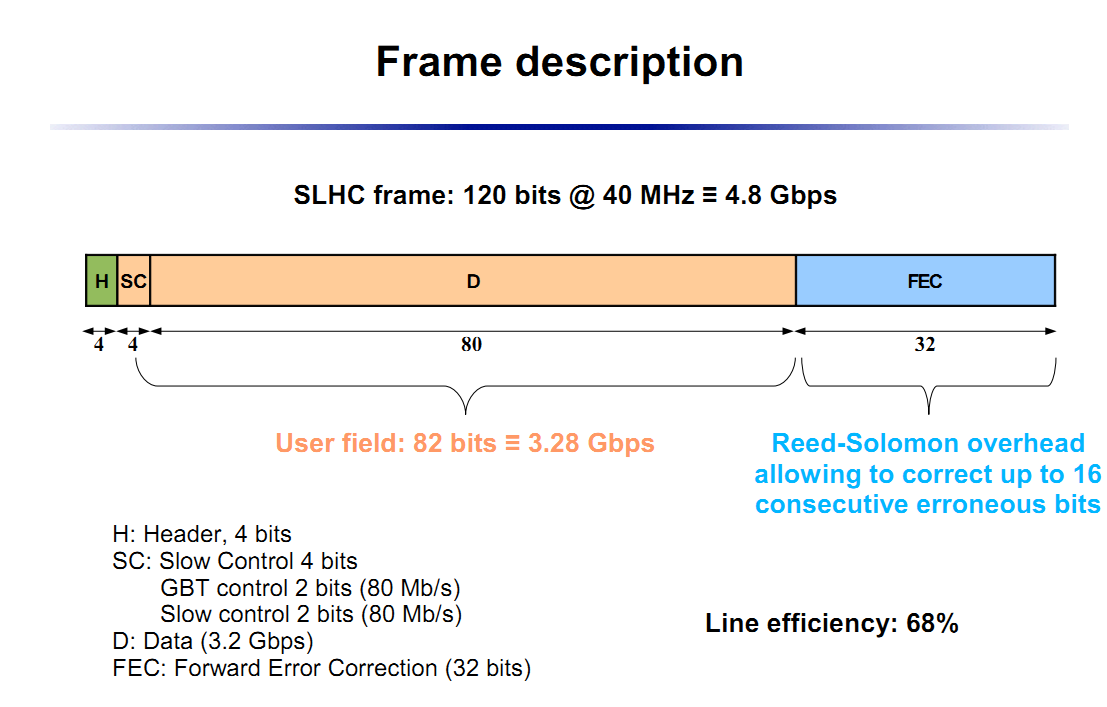 Frame description
SLHC frame: 120 bits @ 40 MHz ≡ 4.8 Gbps
H SC D FEC
4 4 80 32
User field: 82 bits ≡ 3.28 Gbps
Reed-Solomon overhead
allowing to correct up to 16
consecutive erroneous bits
H: Header, 4 bits
SC: Slow Control 4 bits
GBT control 2 bits (80 Mb/s)
Slow control 2 bits (80 Mb/s)
D: Data (3.2 Gbps)
FEC: Forward Error Correction (32 bits)
Line efficiency: 68%